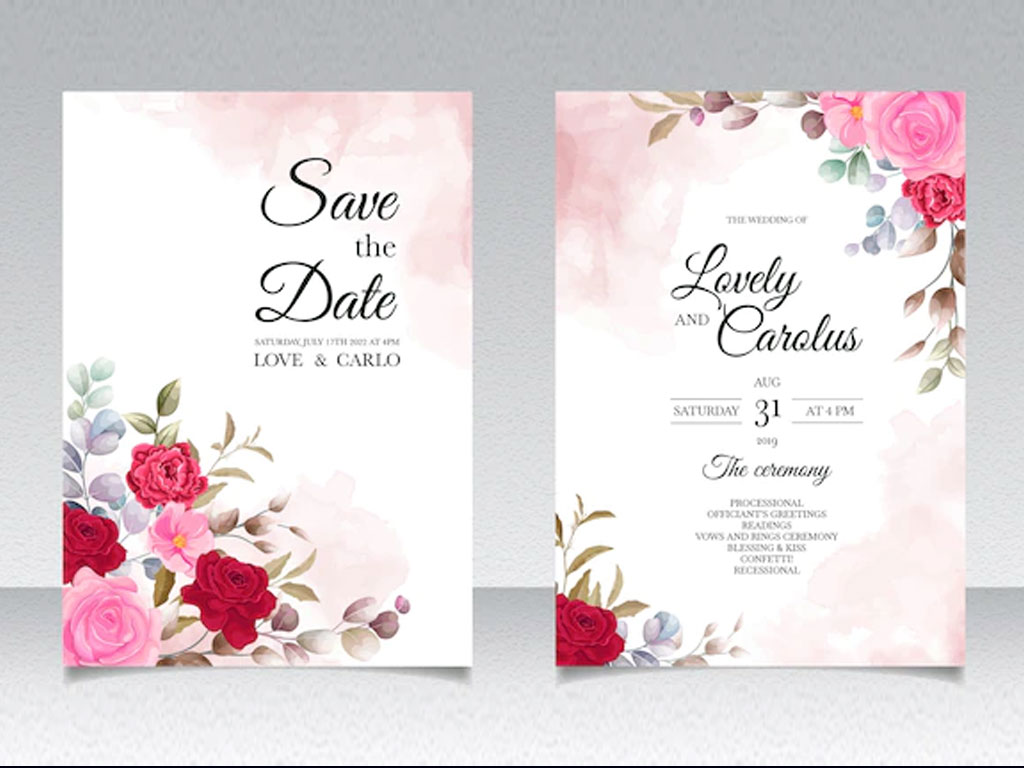 Save
the
Date
SATURDAY, JULY 17TH 2022 AT 4PM
LOVE & CARLO
THE WEDDING OF
Lovely
AND Carolus
AUG
SATURDAY 31 AT 4 PM
2019
The ceremony
PROCESSIONAL
OFFICIANT'S GREETINGS
READINGS
VOWS AND RINGS CEREMONY
BLESSING & KISS
CONFETTI!
RECESSIONAL